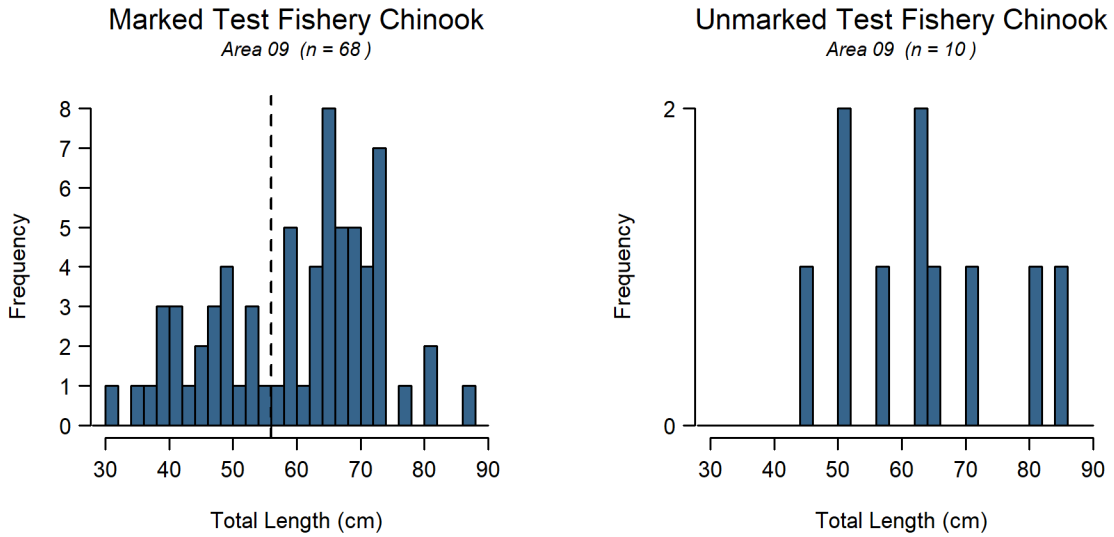 Marked Test Fishery Chinook
Area 09 (n = 68 )
Frequency
8
7
6
5
4
3
2
1
0
30 40 50 60 70 80 90
Total Length (cm)
Unmarked Test Fishery Chinook
Area 09 (n = 10 )
Frequency
2
0
30 40 50 60 70 80 90
Total Length (cm)